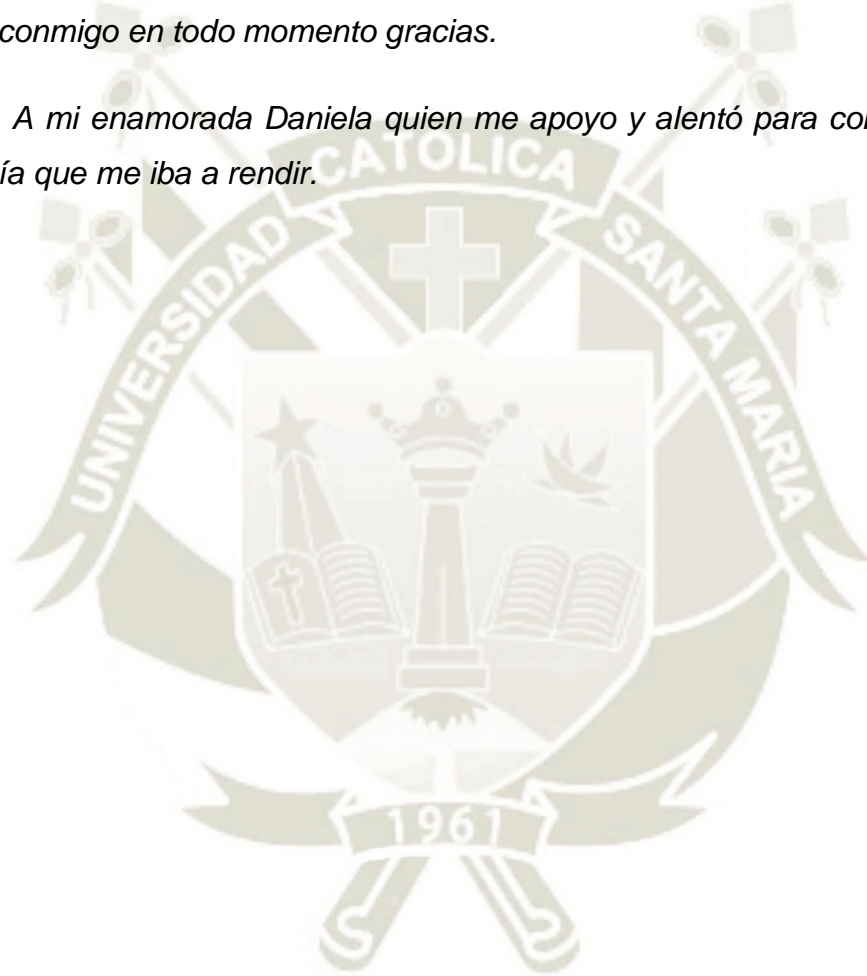 conmigo en todo momento gracias.
A mi enamorada Daniela quien me apoyo y alentó para
ía que me iba a rendir.
UNIVERSIDAD CATOLICA SANTA MARIA
1961